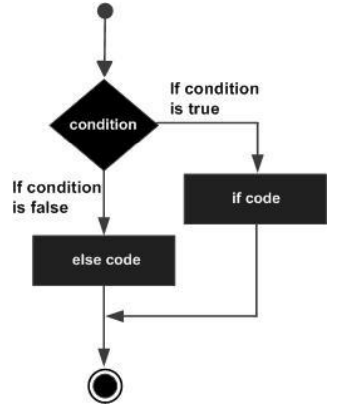 If condition
is true
condition
If condition
is false
if code
else code